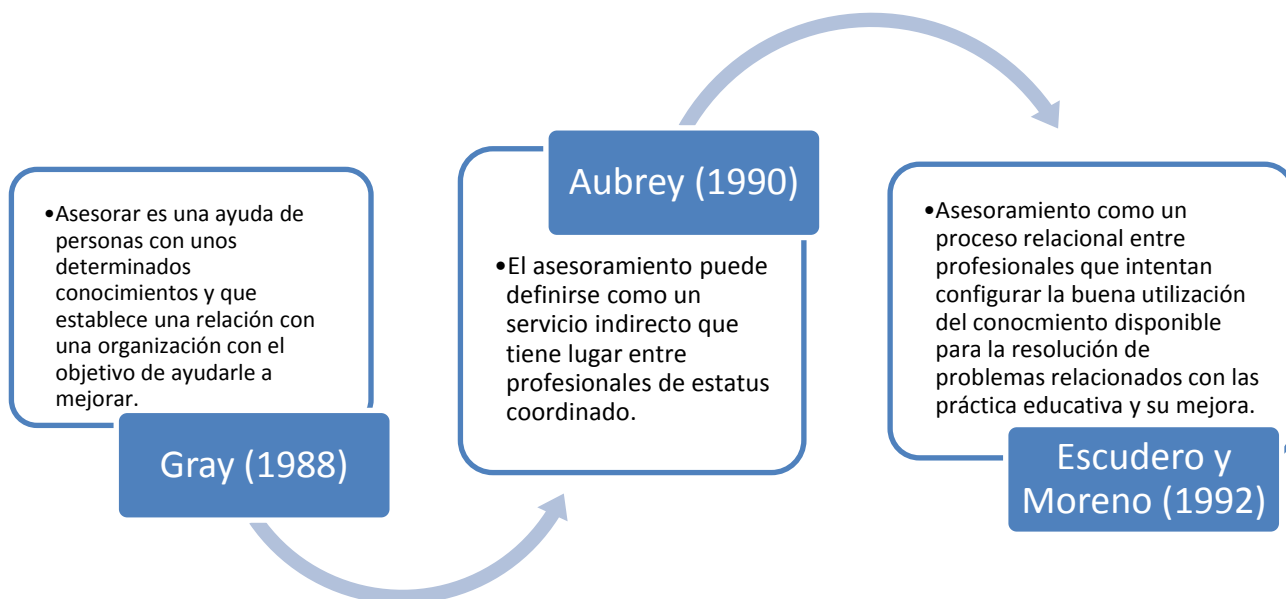 •Asesorar es una ayuda de
personas con unos
determinados
conocimientos y que
establece una relación con
una organización con el
objetivo de ayudarle a
mejorar.
Gray (1988)
Aubrey (1990)
•El asesoramiento puede
definirse como un
servicio indirecto que
tiene lugar entre
profesionales de estatus
coordinado.
•Asesoramiento como un
proceso relacional entre
profesionales que intentan
configurar la buena utilización
del conocmiento disponible
para la resolución de
problemas relacionados con las
práctica educativa y su mejora.
Escudero y
Moreno (1992)